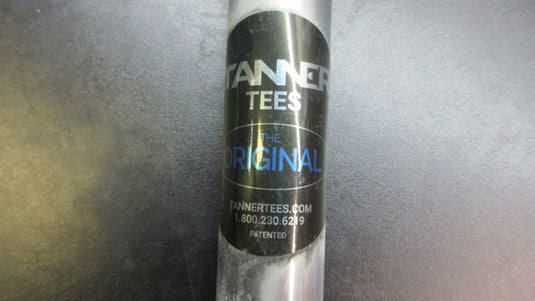 TANNER
TEES
THE
ORIGINAL
TANNERTEES.COM
1.800.230.6219
PATENTED